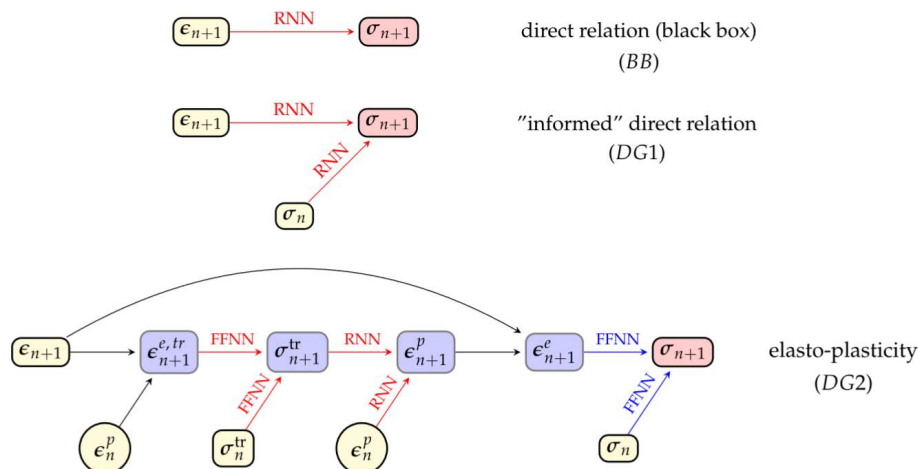 ϵₙ₊₁ RNN σₙ₊₁ direct relation (black box)
(BB)
ϵₙ₊₁ RNN σₙ₊₁ ”informed” direct relation
(DG1)
RNN
σₙ
ϵₙ₊₁ ϵᵉ,ᵗʳₙ₊₁ FFNN σᵗʳₙ₊₁ RNN ϵᵖₙ₊₁ ϵᵉₙ₊₁ FFNN σₙ₊₁ elasto-plasticity
(DG2)
FFNN RNN FFNN
ϵᵖₙ σᵗʳₙ ϵᵖₙ σₙ